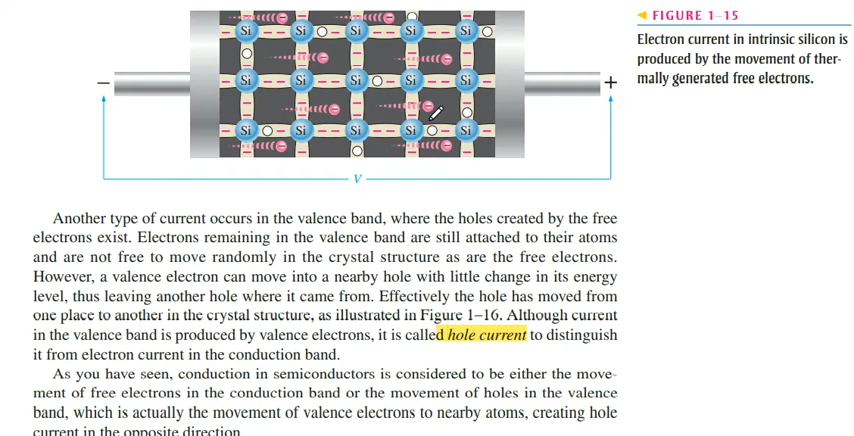 Si Si Si Si Si
Si Si Si Si Si
− +
Si Si Si Si Si
V
◄ FIGURE 1–15
Electron current in intrinsic silicon is
produced by the movement of ther-
mally generated free electrons.
Another type of current occurs in the valence band, where the holes created by the free
electrons exist. Electrons remaining in the valence band are still attached to their atoms
and are not free to move randomly in the crystal structure as are the free electrons.
However, a valence electron can move into a nearby hole with little change in its energy
level, thus leaving another hole where it came from. Effectively the hole has moved from
one place to another in the crystal structure, as illustrated in Figure 1–16. Although current
in the valence band is produced by valence electrons, it is called hole current to distinguish
it from electron current in the conduction band.
As you have seen, conduction in semiconductors is considered to be either the move-
ment of free electrons in the conduction band or the movement of holes in the valence
band, which is actually the movement of valence electrons to nearby atoms, creating hole
current in the opposite direction.